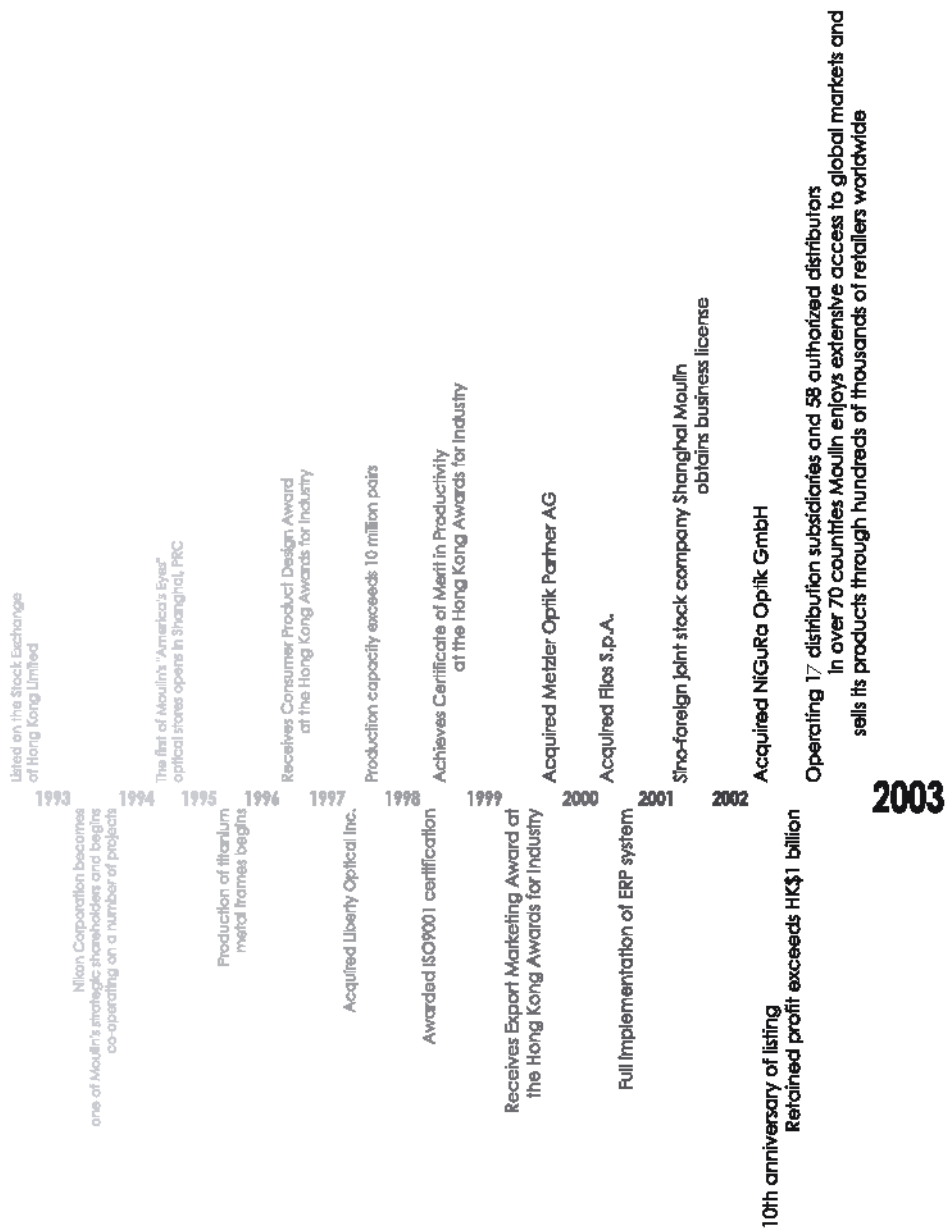 Listed on the Stock Exchange
of Hong Kong Limited
1993
Nikon Corporation becomes
one of Moulin's strategic shareholders and begins
co-operating on a number of projects
1994
The first of Moulin's "America's Eyes"
optical stores opens in Shanghai, PRC
1995
Production of titanium
metal frames begins
1996
Receives Consumer Product Design Award
at the Hong Kong Awards for Industry
1997
Acquired Liberty Optical Inc.
Production capacity exceeds 10 million pairs
1998
Awarded ISO9001 certification
Achieves Certificate of Merit in Productivity
at the Hong Kong Awards for Industry
1999
Receives Export Marketing Award at
the Hong Kong Awards for Industry
Acquired Metzler Optik Partner AG
2000
Acquired Filos S.p.A.
Full Implementation of ERP system
2001
Sino-foreign joint stock company Shanghai Moulin
obtains business license
2002
Acquired NiGuRa Optik GmbH
10th anniversary of listing
Retained profit exceeds HK$1 billion
Operating 17 distribution subsidiaries and 58 authorized distributors
In over 70 countries Moulin enjoys extensive access to global markets and
sells its products through hundreds of thousands of retailers worldwide
2003